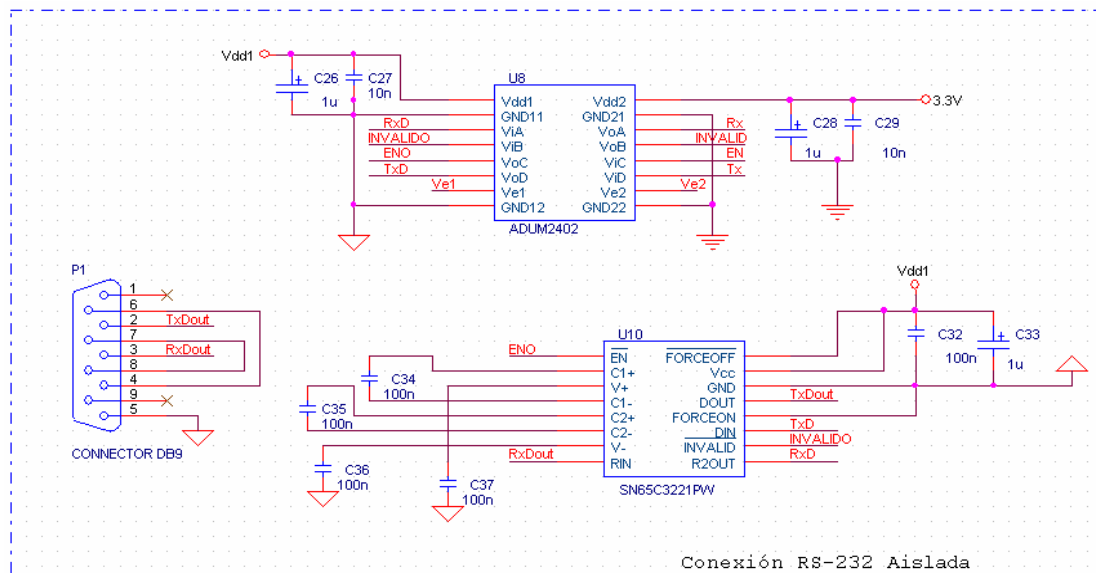 Vdd1
C26
1u
C27
10n
U8
Vdd1
GND11
ViA
ViB
VoC
VoD
Ve1
GND12
Vdd2
GND21
VoA
VoB
ViC
ViD
Ve2
GND22
ADUM2402
RxD
INVALIDO
ENO
TxD
Ve1
Rx
INVALID
EN
Tx
Ve2
3.3V
C28
1u
C29
10n
P1
1
6
2
7
3
8
4
9
5
TxDout
RxDout
CONNECTOR DB9
ENO
C34
100n
C35
100n
C36
100n
C37
100n
RxDout
U10
EN
C1+
V+
C1-
C2+
C2-
V-
RIN
FORCEOFF
Vcc
GND
DOUT
FORCEON
DIN
INVALID
R2OUT
SN65C3221PW
TxDout
TxD
INVALIDO
RxD
Vdd1
C32
100n
C33
1u
Conexión RS-232 Aislada